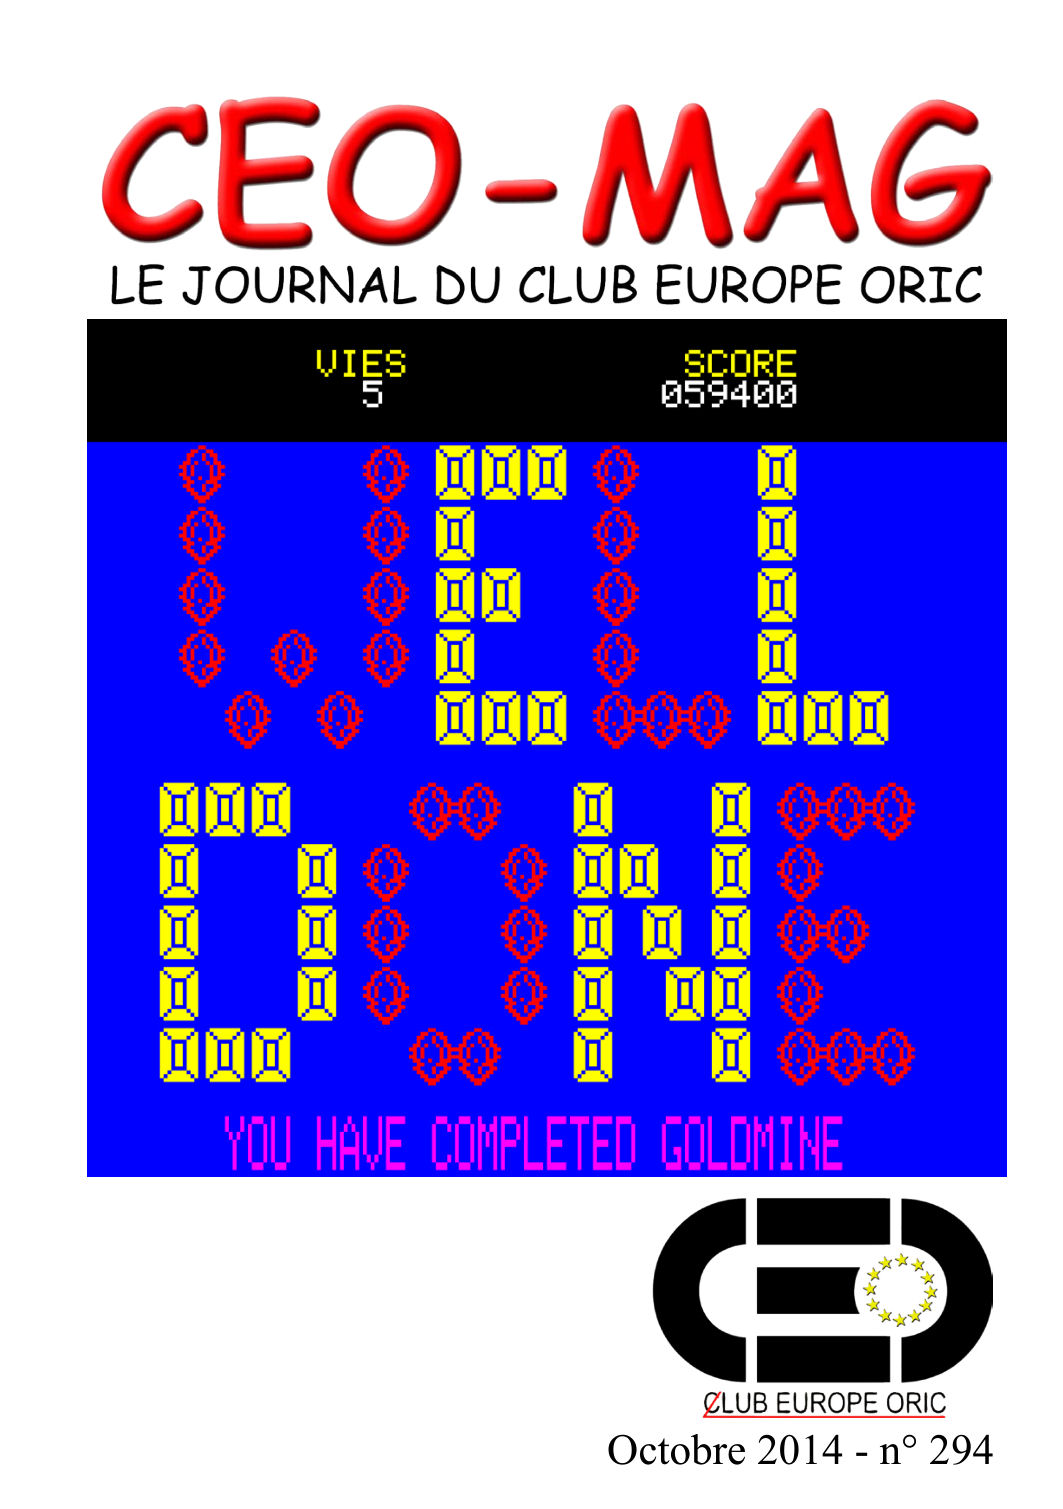 CEO-MAG
LE JOURNAL DU CLUB EUROPE ORIC
VIES SCORE
5 059400
WELL
DONE
YOU HAVE COMPLETED GOLDMINE
CEO
CLUB EUROPE ORIC
Octobre 2014 - n° 294